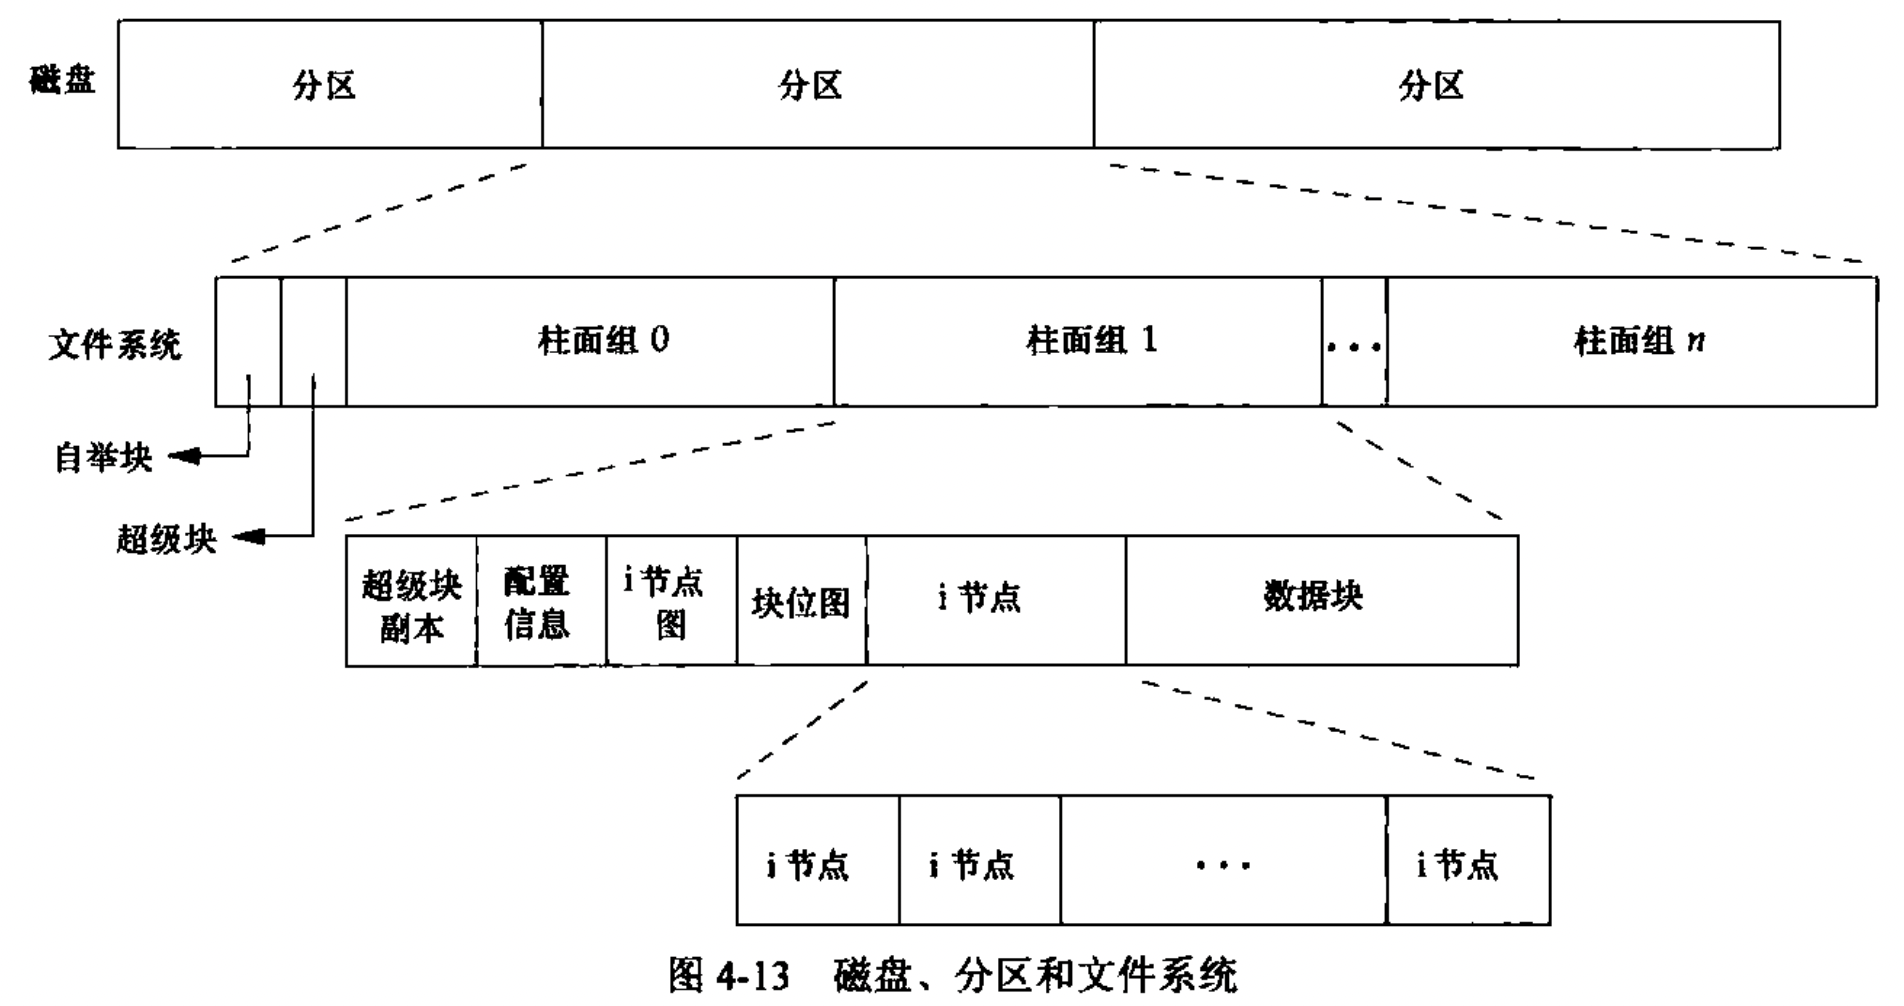 磁盘
分区
分区
分区
文件系统
柱面组 0
柱面组 1
...
柱面组 n
自举块
超级块
超级块
副本
配置
信息
i 节点
图
块位图
i 节点
数据块
i 节点
i 节点
...
i 节点
图 4-13 磁盘、分区和文件系统